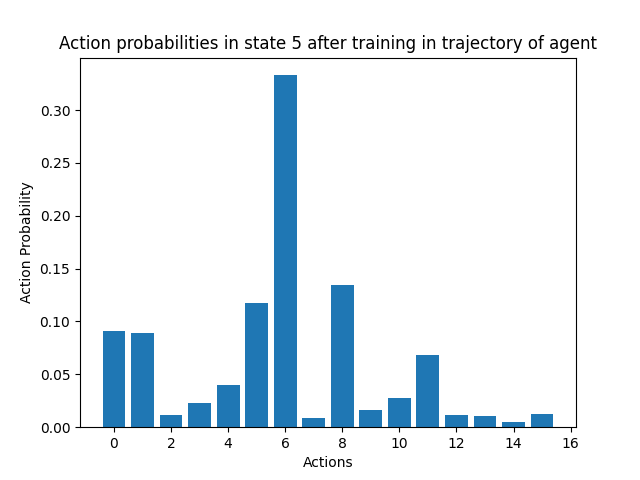 Action probabilities in state 5 after training in trajectory of agent
0.30
0.25
0.20
0.15
0.10
0.05
0.00
Action Probability
0 2 4 6 8 10 12 14 16
Actions